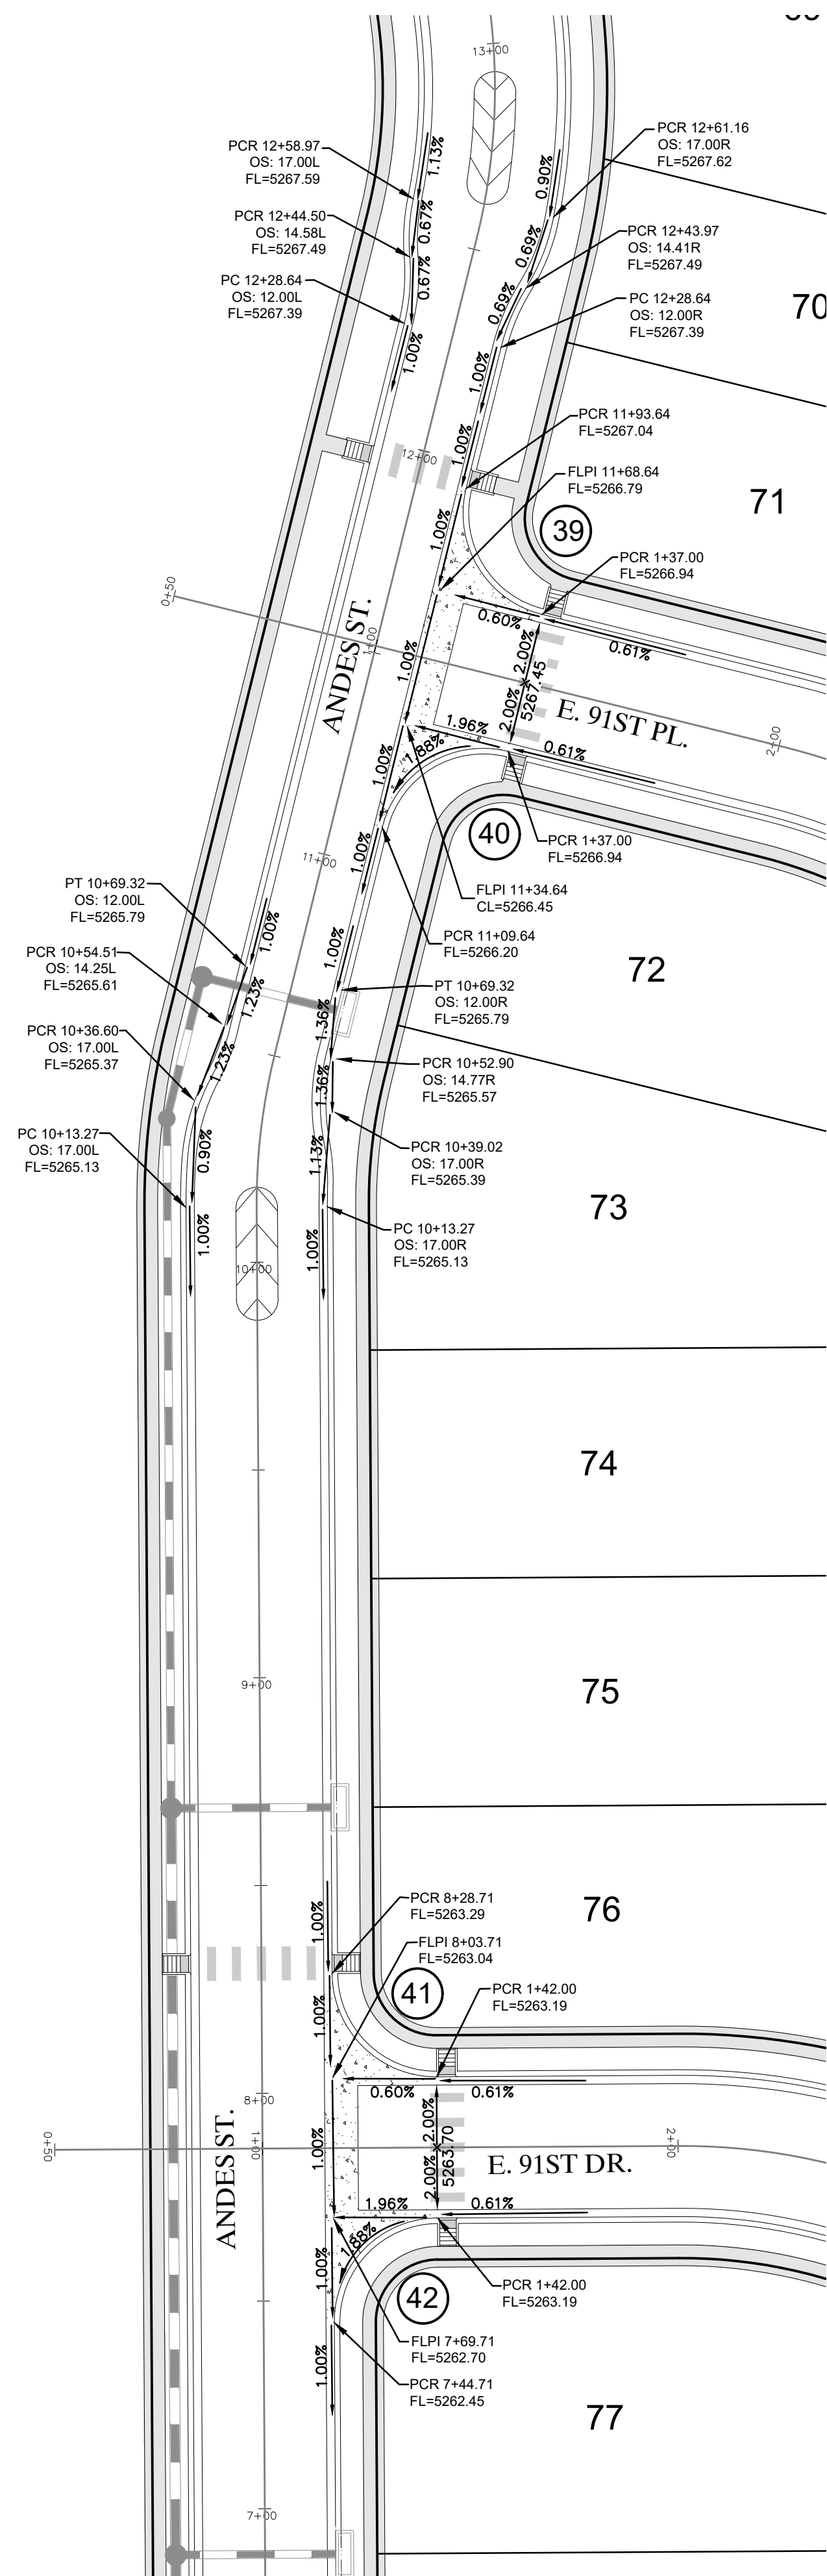 13+00
PCR 12+58.97
OS: 17.00L
FL=5267.59
1.13%
PCR 12+61.16
OS: 17.00R
FL=5267.62
0.90%
PCR 12+44.50
OS: 14.58L
FL=5267.49
0.67%
PCR 12+43.97
OS: 14.41R
FL=5267.49
0.69%
PC 12+28.64
OS: 12.00L
FL=5267.39
0.67%
PC 12+28.64
OS: 12.00R
FL=5267.39
0.69%
70
1.00%
1.00%
PCR 11+93.64
FL=5267.04
12+00
1.00%
FLPI 11+68.64
FL=5266.79
71
1.00%
39
PCR 1+37.00
FL=5266.94
0+50
0.60%
0.61%
ANDES ST.
1+00
1.00%
2.00%
5267.45
2.00%
E. 91ST PL.
2+00
1.96%
0.61%
1.88%
1.00%
40
PCR 1+37.00
FL=5266.94
11+00
1.00%
FLPI 11+34.64
CL=5266.45
PT 10+69.32
OS: 12.00L
FL=5265.79
1.00%
PCR 11+09.64
FL=5266.20
1.00%
72
PCR 10+54.51
OS: 14.25L
FL=5265.61
1.23%
PT 10+69.32
OS: 12.00R
FL=5265.79
1.36%
PCR 10+36.60
OS: 17.00L
FL=5265.37
1.23%
PCR 10+52.90
OS: 14.77R
FL=5265.57
1.36%
PC 10+13.27
OS: 17.00L
FL=5265.13
0.90%
PCR 10+39.02
OS: 17.00R
FL=5265.39
1.13%
73
1.00%
PC 10+13.27
OS: 17.00R
FL=5265.13
1.00%
10+00
74
9+00
75
PCR 8+28.71
FL=5263.29
76
1.00%
FLPI 8+03.71
FL=5263.04
41
PCR 1+42.00
FL=5263.19
1.00%
0.60%
0.61%
8+00
ANDES ST.
0+50
1+00
1.00%
2.00%
5263.70
2.00%
E. 91ST DR.
2+00
1.96%
0.61%
1.88%
1.00%
42
PCR 1+42.00
FL=5263.19
FLPI 7+69.71
FL=5262.70
1.00%
PCR 7+44.71
FL=5262.45
77
7+00